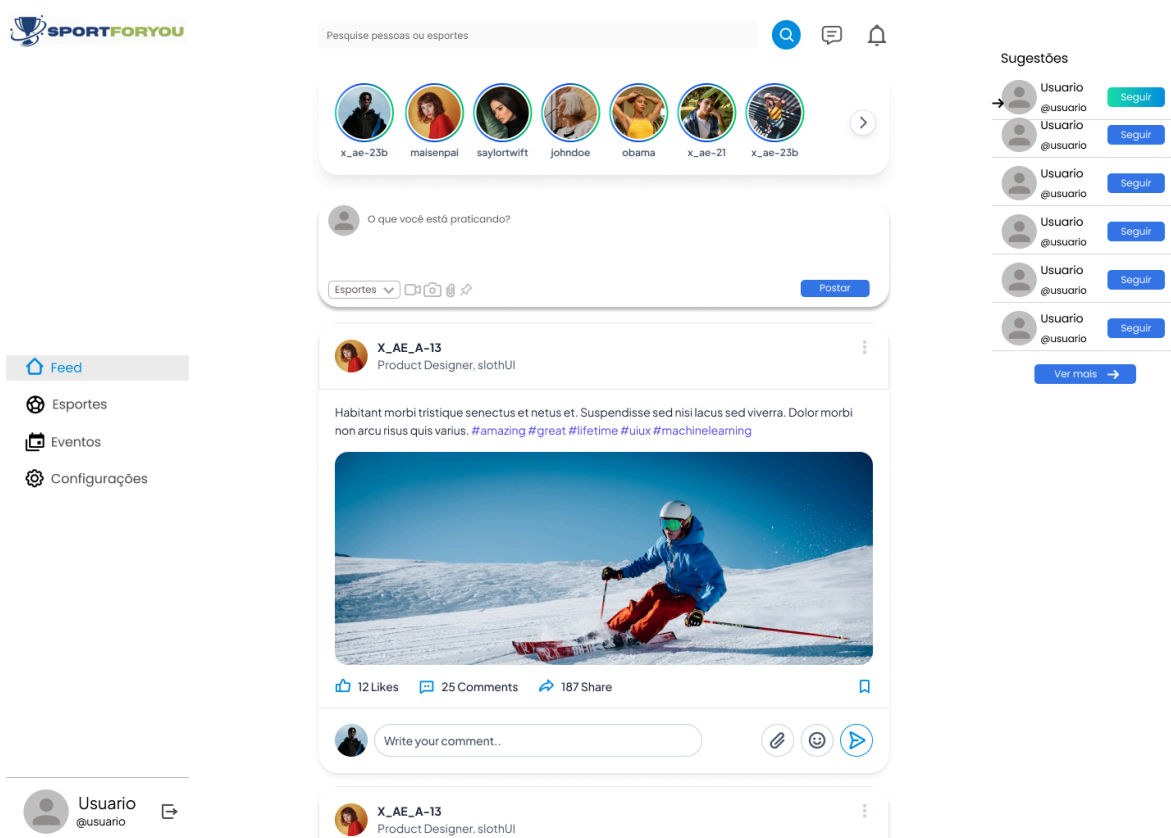 SPORTFORYOU
Pesquise pessoas ou esportes
x_ae-23b
maisenpai
saylortwift
johndoe
obama
x_ae-21
x_ae-23b
O que você está praticando?
Esportes
Postar
Feed
Esportes
Eventos
Configurações
X_AE_A-13
Product Designer, slothUI
Habitant morbi tristique senectus et netus et. Suspendisse sed nisi lacus sed viverra. Dolor morbi
non arcu risus quis varius. #amazing #great #lifetime #uiux #machinelearning
12 Likes
25 Comments
187 Share
Write your comment..
X_AE_A-13
Product Designer, slothUI
Usuario
@usuario
Sugestões
Usuario
@usuario
Seguir
Usuario
@usuario
Seguir
Usuario
@usuario
Seguir
Usuario
@usuario
Seguir
Usuario
@usuario
Seguir
Usuario
@usuario
Seguir
Ver mais